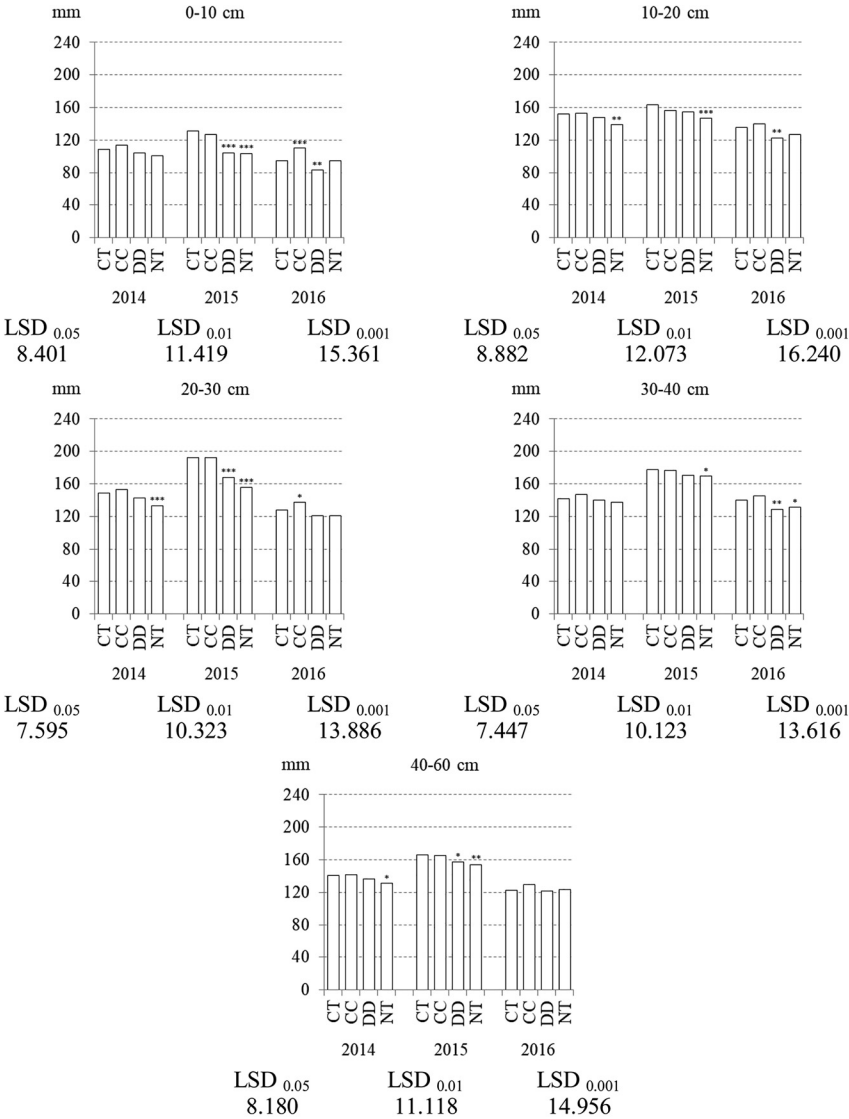 mm 0-10 cm
240
200
160
120
80
40
0
*** *** *** **
CT CC DD NT CT CC DD NT CT CC DD NT
2014 2015 2016
LSD 0.05 LSD 0.01 LSD 0.001
8.401 11.419 15.361
mm 10-20 cm
240
200
160
120
80
40
0
** *** **
CT CC DD NT CT CC DD NT CT CC DD NT
2014 2015 2016
LSD 0.05 LSD 0.01 LSD 0.001
8.882 12.073 16.240
mm 20-30 cm
240
200
160
120
80
40
0
*** *** *** *
CT CC DD NT CT CC DD NT CT CC DD NT
2014 2015 2016
LSD 0.05 LSD 0.01 LSD 0.001
7.595 10.323 13.886
mm 30-40 cm
240
200
160
120
80
40
0
* ** *
CT CC DD NT CT CC DD NT CT CC DD NT
2014 2015 2016
LSD 0.05 LSD 0.01 LSD 0.001
7.447 10.123 13.616
mm 40-60 cm
240
200
160
120
80
40
0
* * **
CT CC DD NT CT CC DD NT CT CC DD NT
2014 2015 2016
LSD 0.05 LSD 0.01 LSD 0.001
8.180 11.118 14.956